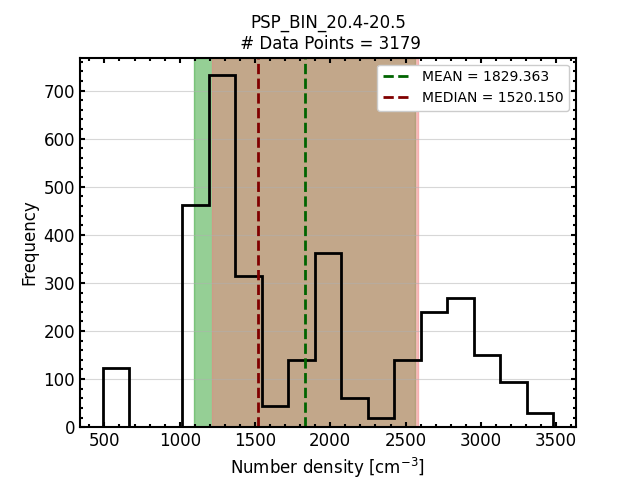 PSP_BIN_20.4-20.5
# Data Points = 3179
MEAN = 1829.363
MEDIAN = 1520.150
Frequency
700
600
500
400
300
200
100
0
500 1000 1500 2000 2500 3000 3500
Number density [cm⁻³]